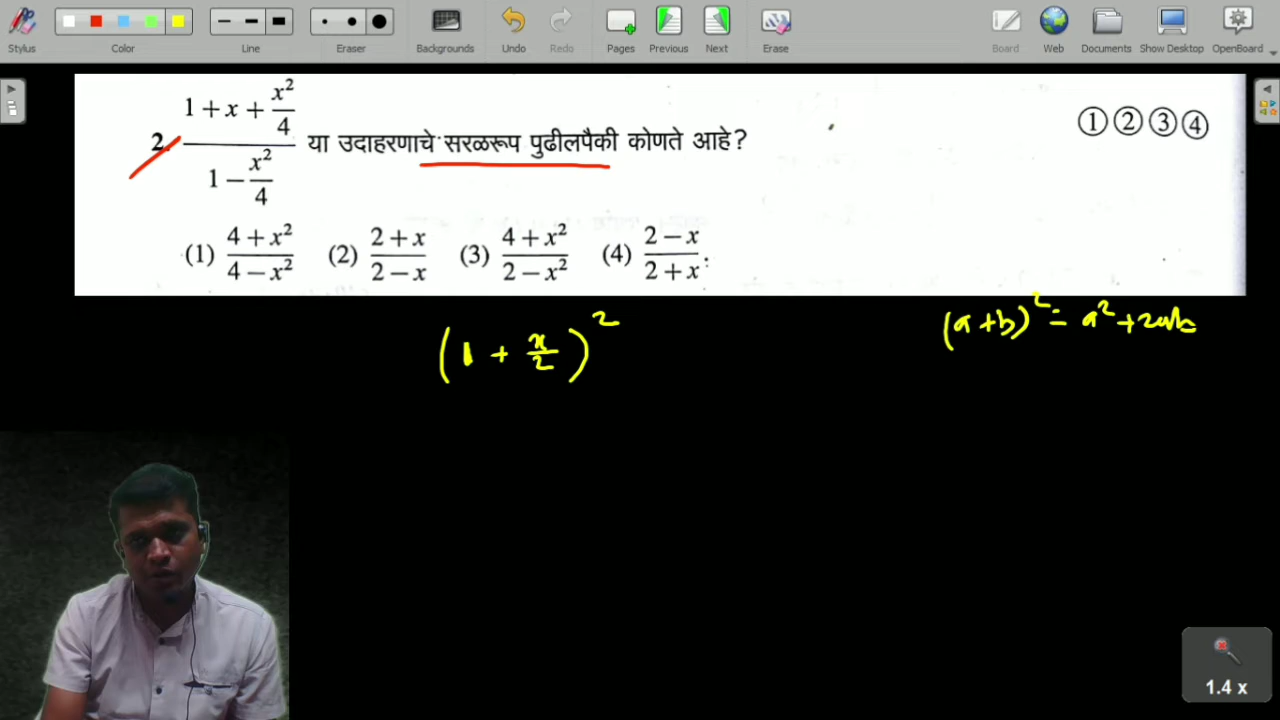 Stylus Color Line Eraser Backgrounds Undo Redo Pages Previous Next Erase Board Web Documents Show Desktop OpenBoard
2. (1 + x + x²/4) / (1 − x²/4) या उदाहरणाचे सरळरूप पुढीलपैकी कोणते आहे? ① ② ③ ④
(1) (4 + x²)/(4 − x²) (2) (2 + x)/(2 − x) (3) (4 + x²)/(2 − x²) (4) (2 − x)/(2 + x).
(1 + x/2)² (a + b)² = a² + 2ab
1.4 x